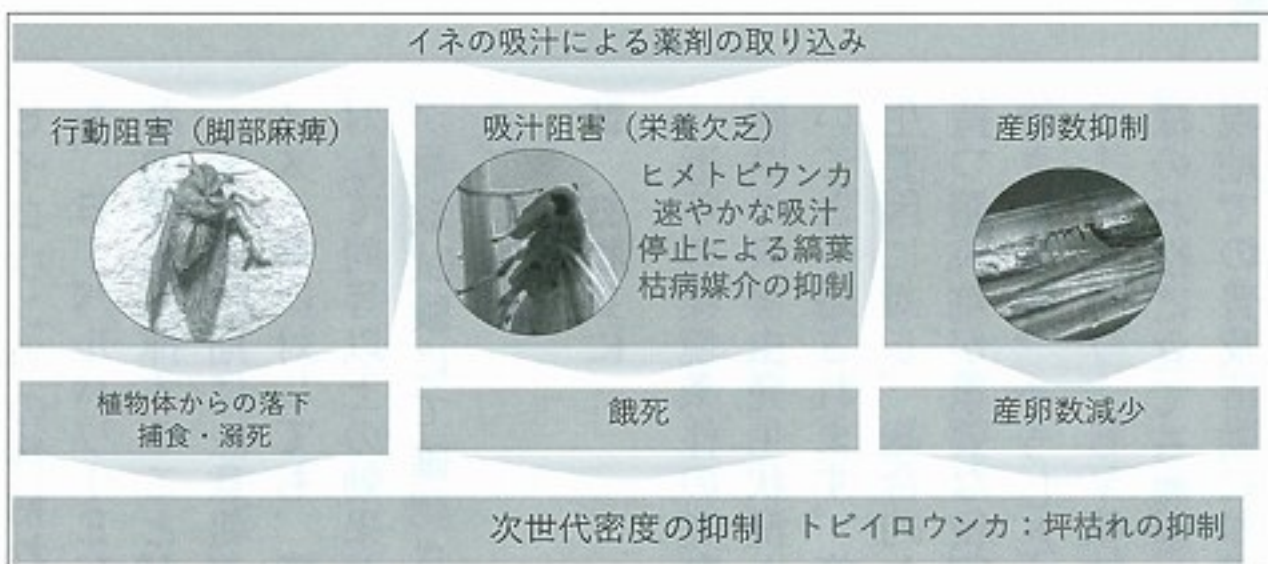 イネの吸汁による薬剤の取り込み
行動阻害（脚部麻痺）
吸汁阻害（栄養欠乏）
ヒメトビウンカ
速やかな吸汁
停止による縞葉
枯病媒介の抑制
産卵数抑制
植物体からの落下
捕食・溺死
餓死
産卵数減少
次世代密度の抑制　トビイロウンカ：坪枯れの抑制